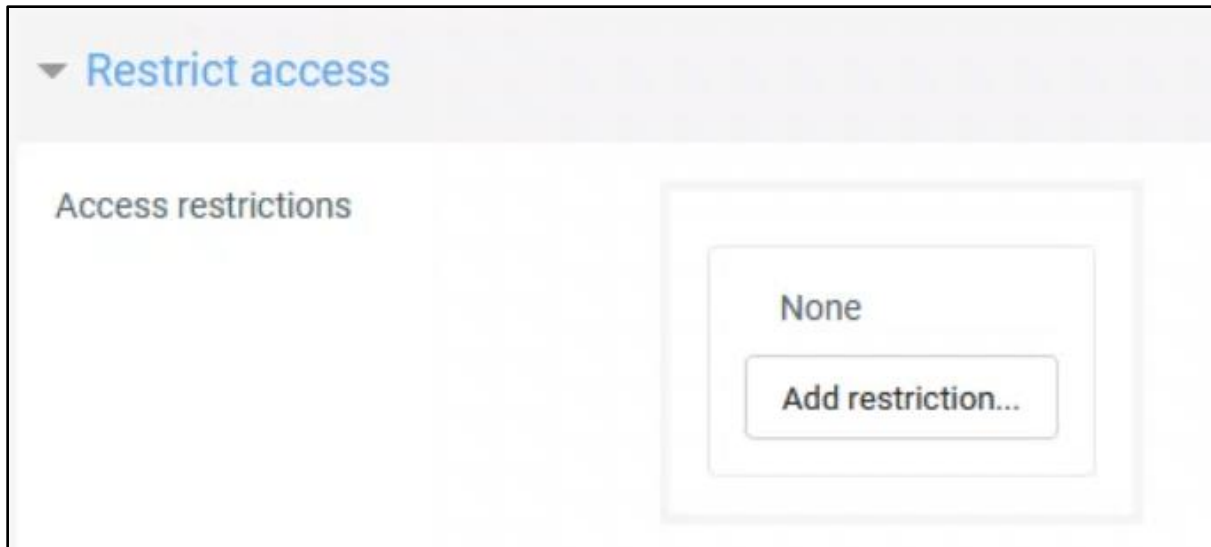 Restrict access
Access restrictions
None
Add restriction...